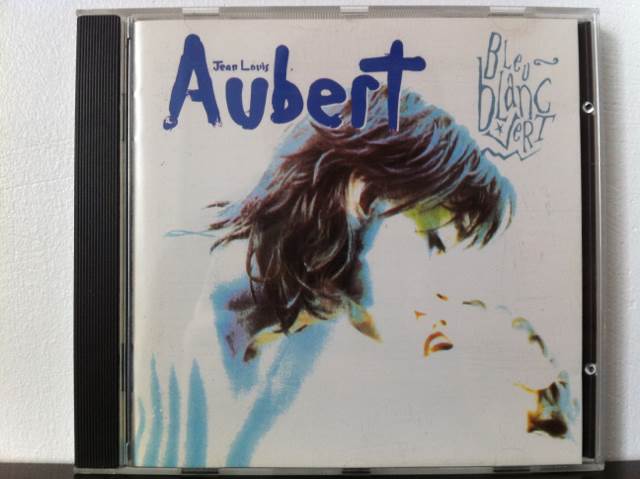 Jean Louis
Aubert
Bleu
blanc
vert